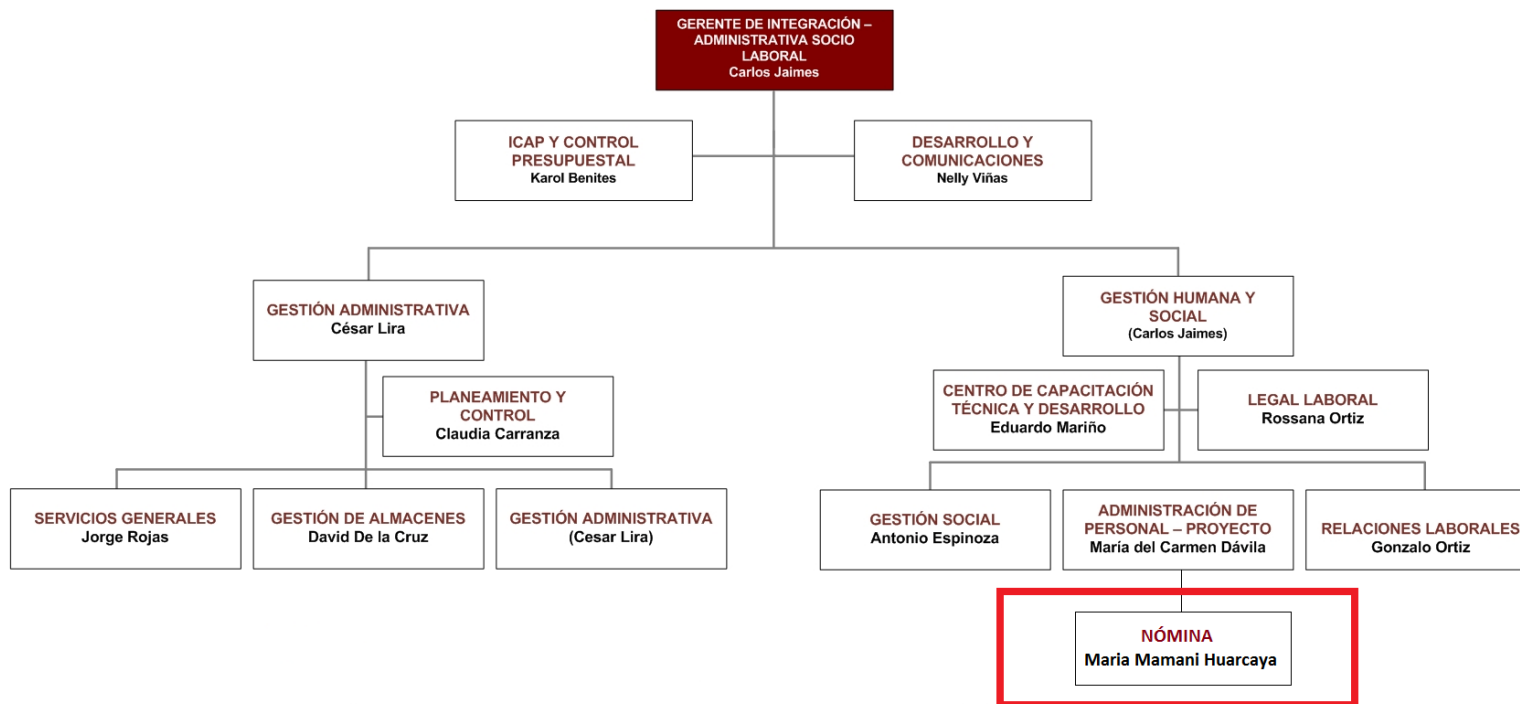 GERENTE DE INTEGRACIÓN –
ADMINISTRATIVA SOCIO
LABORAL
Carlos Jaimes
ICAP Y CONTROL
PRESUPUESTAL
Karol Benites
DESARROLLO Y
COMUNICACIONES
Nelly Viñas
GESTIÓN ADMINISTRATIVA
César Lira
GESTIÓN HUMANA Y
SOCIAL
(Carlos Jaimes)
PLANEAMIENTO Y
CONTROL
Claudia Carranza
CENTRO DE CAPACITACIÓN
TÉCNICA Y DESARROLLO
Eduardo Mariño
LEGAL LABORAL
Rossana Ortiz
SERVICIOS GENERALES
Jorge Rojas
GESTIÓN DE ALMACENES
David De la Cruz
GESTIÓN ADMINISTRATIVA
(Cesar Lira)
GESTIÓN SOCIAL
Antonio Espinoza
ADMINISTRACIÓN DE
PERSONAL – PROYECTO
María del Carmen Dávila
RELACIONES LABORALES
Gonzalo Ortiz
NÓMINA
Maria Mamani Huarcaya